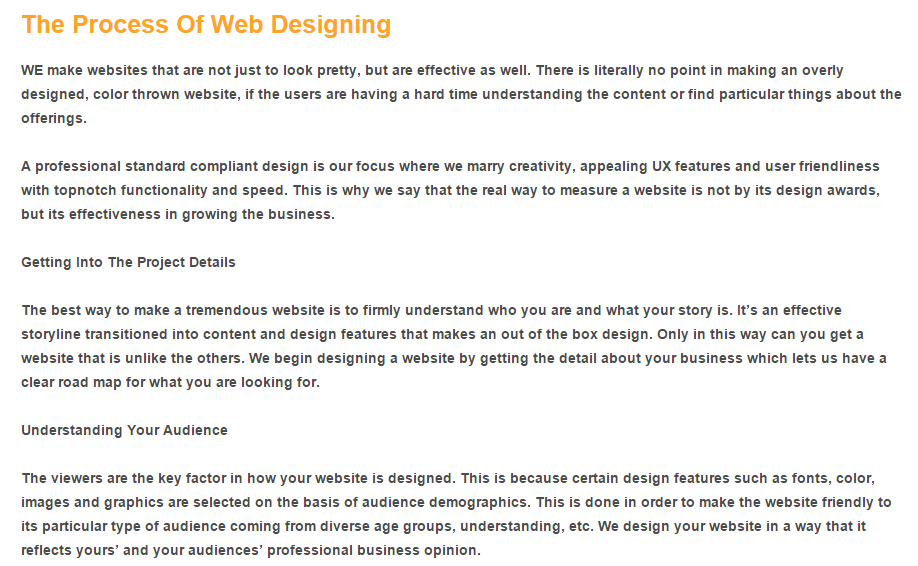 The Process Of Web Designing
WE make websites that are not just to look pretty, but are effective as well. There is literally no point in making an overly
designed, color thrown website, if the users are having a hard time understanding the content or find particular things about the
offerings.
A professional standard compliant design is our focus where we marry creativity, appealing UX features and user friendliness
with topnotch functionality and speed. This is why we say that the real way to measure a website is not by its design awards,
but its effectiveness in growing the business.
Getting Into The Project Details
The best way to make a tremendous website is to firmly understand who you are and what your story is. It’s an effective
storyline transitioned into content and design features that makes an out of the box design. Only in this way can you get a
website that is unlike the others. We begin designing a website by getting the detail about your business which lets us have a
clear road map for what you are looking for.
Understanding Your Audience
The viewers are the key factor in how your website is designed. This is because certain design features such as fonts, color,
images and graphics are selected on the basis of audience demographics. This is done in order to make the website friendly to
its particular type of audience coming from diverse age groups, understanding, etc. We design your website in a way that it
reflects yours’ and your audiences’ professional business opinion.